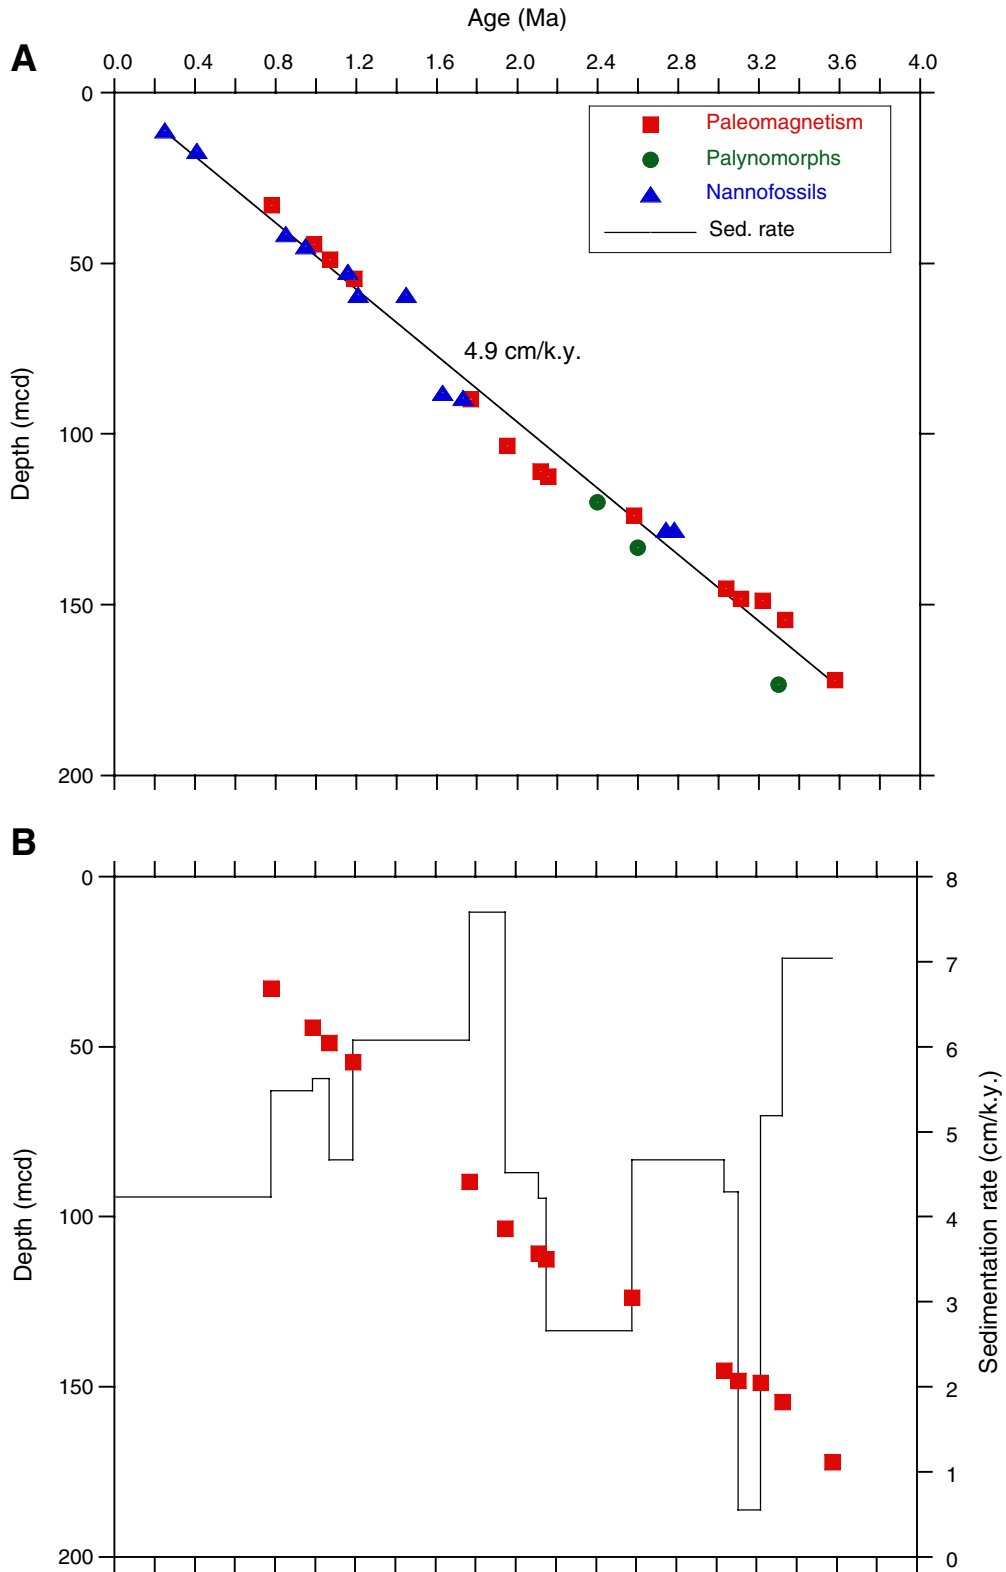 Age (Ma)
A
0.0 0.4 0.8 1.2 1.6 2.0 2.4 2.8 3.2 3.6 4.0
0
Paleomagnetism
Palynomorphs
Nannofossils
Sed. rate
50
4.9 cm/k.y.
Depth (mcd)
100
150
200
B
0 8
7
50 6
5
Depth (mcd)
Sedimentation rate (cm/k.y.)
100 4
3
150 2
1
200 0